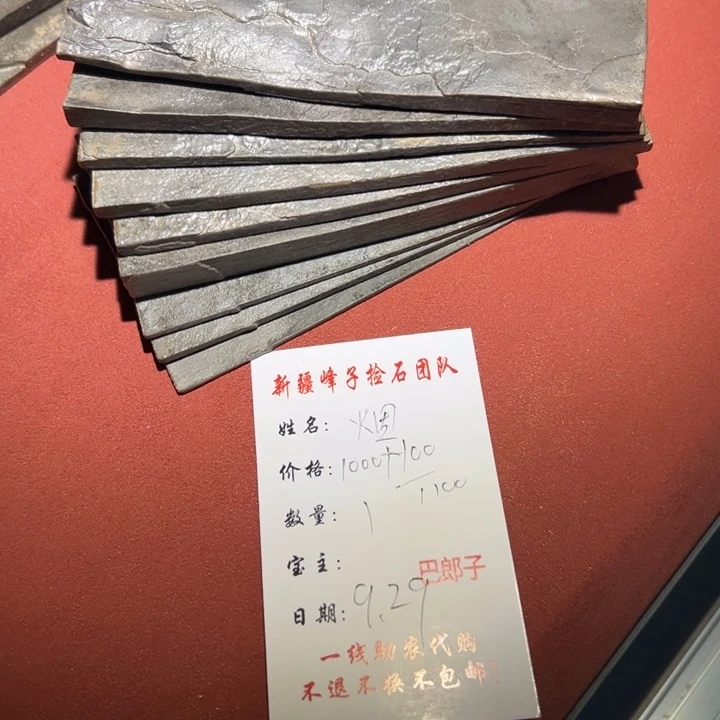 新疆峰子捡石团队
姓名: 烟
价格: 1000+100
1100
数量: 1
宝主: 巴郎子
日期: 9.29
一线助农代购
不退不换不包邮!